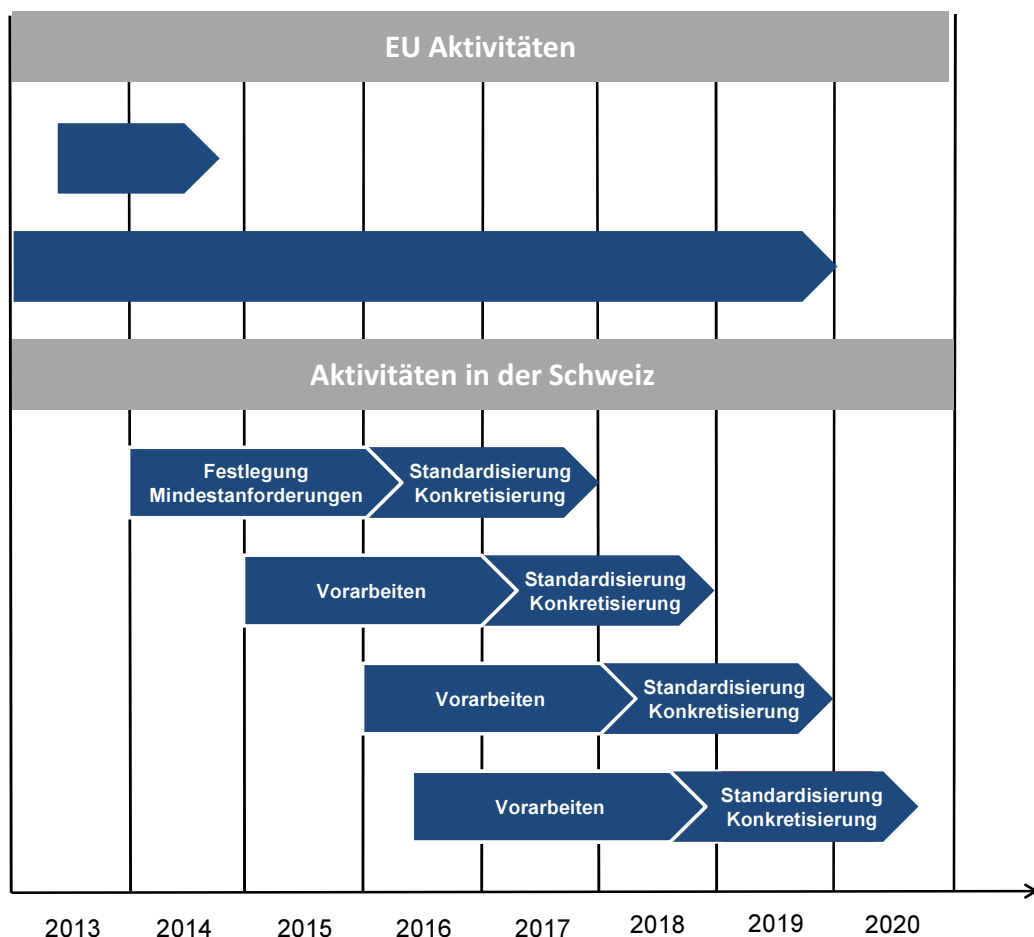 EU Aktivitäten
Aktivitäten in der Schweiz
Festlegung
Mindestanforderungen
Standardisierung
Konkretisierung
Vorarbeiten
Standardisierung
Konkretisierung
Vorarbeiten
Standardisierung
Konkretisierung
Vorarbeiten
Standardisierung
Konkretisierung
2013 2014 2015 2016 2017 2018 2019 2020